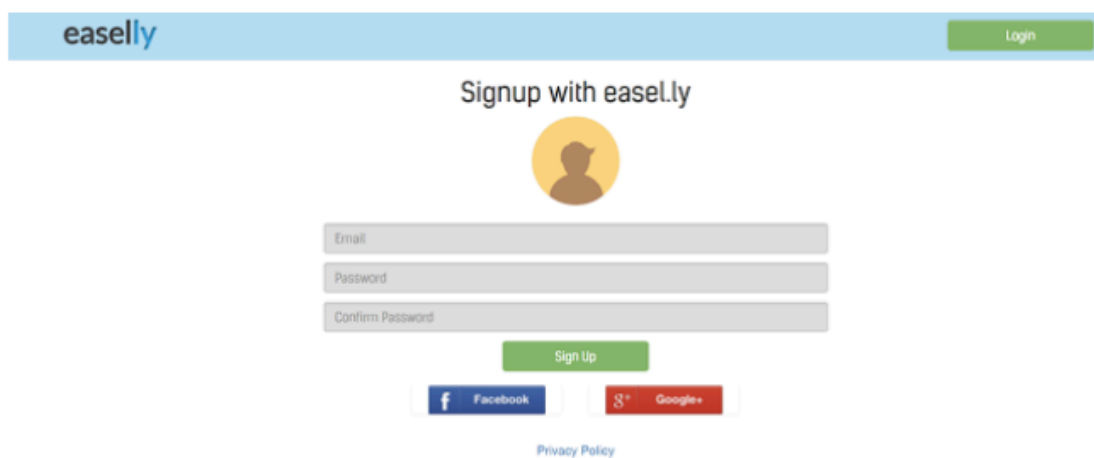 easelly
Login
Signup with easel.ly
Email
Password
Confirm Password
Sign Up
f Facebook
g+ Google+
Privacy Policy